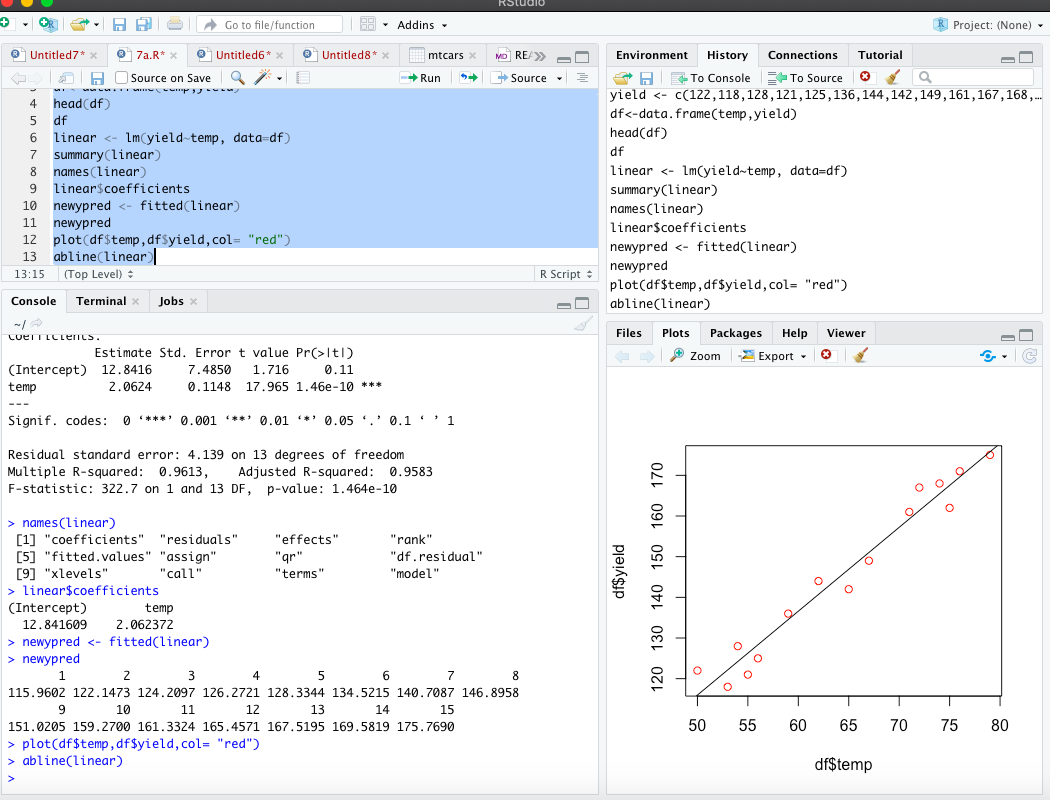 RStudio
Go to file/function
Addins
Project: (None)
Untitled7*
7a.R*
Untitled6*
Untitled8*
mtcars
Source on Save
Run
Source
4 head(df)
5 df
6 linear <- lm(yield~temp, data=df)
7 summary(linear)
8 names(linear)
9 linear$coefficients
10 newypred <- fitted(linear)
11 newypred
12 plot(df$temp,df$yield,col= "red")
13 abline(linear)
13:15 (Top Level) R Script
Console Terminal Jobs
~/
Coefficients:
Estimate Std. Error t value Pr(>|t|)
(Intercept) 12.8416 7.4850 1.716 0.11
temp 2.0624 0.1148 17.965 1.46e-10 ***
---
Signif. codes: 0 ‘***’ 0.001 ‘**’ 0.01 ‘*’ 0.05 ‘.’ 0.1 ‘ ’ 1
Residual standard error: 4.139 on 13 degrees of freedom
Multiple R-squared: 0.9613, Adjusted R-squared: 0.9583
F-statistic: 322.7 on 1 and 13 DF, p-value: 1.464e-10
> names(linear)
[1] "coefficients" "residuals" "effects" "rank"
[5] "fitted.values" "assign" "qr" "df.residual"
[9] "xlevels" "call" "terms" "model"
> linear$coefficients
(Intercept) temp
12.841609 2.062372
> newypred <- fitted(linear)
> newypred
1 2 3 4 5 6 7 8
115.9602 122.1473 124.2097 126.2721 128.3344 134.5215 140.7087 146.8958
9 10 11 12 13 14 15
151.0205 159.2700 161.3324 165.4571 167.5195 169.5819 175.7690
> plot(df$temp,df$yield,col= "red")
> abline(linear)
>
Environment History Connections Tutorial
To Console To Source
yield <- c(122,118,128,121,125,136,144,142,149,161,167,168,…
df<-data.frame(temp,yield)
head(df)
df
linear <- lm(yield~temp, data=df)
summary(linear)
names(linear)
linear$coefficients
newypred <- fitted(linear)
newypred
plot(df$temp,df$yield,col= "red")
abline(linear)
Files Plots Packages Help Viewer
Zoom Export
df$yield
170
160
150
140
130
120
50 55 60 65 70 75 80
df$temp